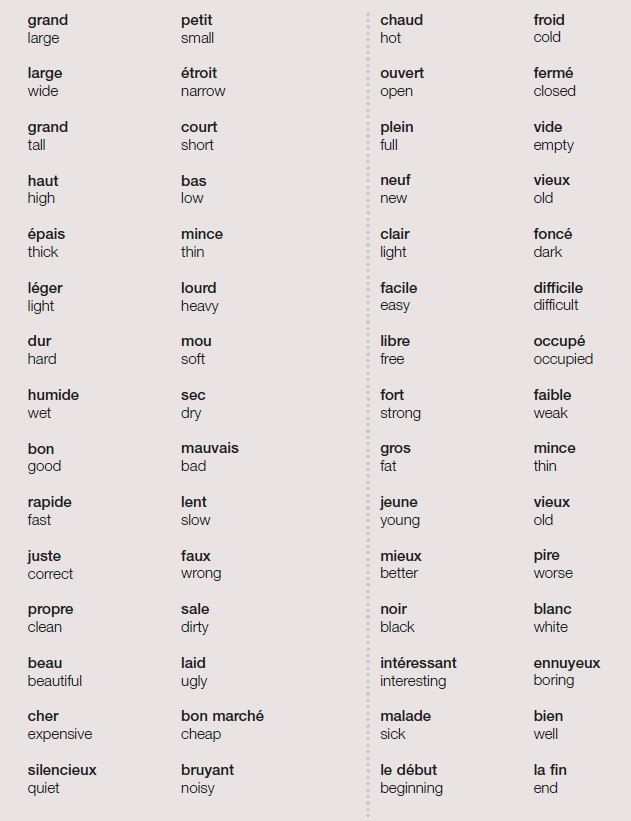 grand petit
large small
large étroit
wide narrow
grand court
tall short
haut bas
high low
épais mince
thick thin
léger lourd
light heavy
dur mou
hard soft
humide sec
wet dry
bon mauvais
good bad
rapide lent
fast slow
juste faux
correct wrong
propre sale
clean dirty
beau laid
beautiful ugly
cher bon marché
expensive cheap
silencieux bruyant
quiet noisy
chaud froid
hot cold
ouvert fermé
open closed
plein vide
full empty
neuf vieux
new old
clair foncé
light dark
facile difficile
easy difficult
libre occupé
free occupied
fort faible
strong weak
gros mince
fat thin
jeune vieux
young old
mieux pire
better worse
noir blanc
black white
intéressant ennuyeux
interesting boring
malade bien
sick well
le début la fin
beginning end